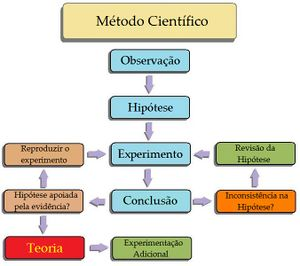 Método Científico
Observação
Hipótese
Reproduzir o
experimento
Experimento
Revisão da
Hipótese
Hipótese apoiada
pela evidência?
Conclusão
Inconsistência na
Hipótese?
Teoria
Experimentação
Adicional